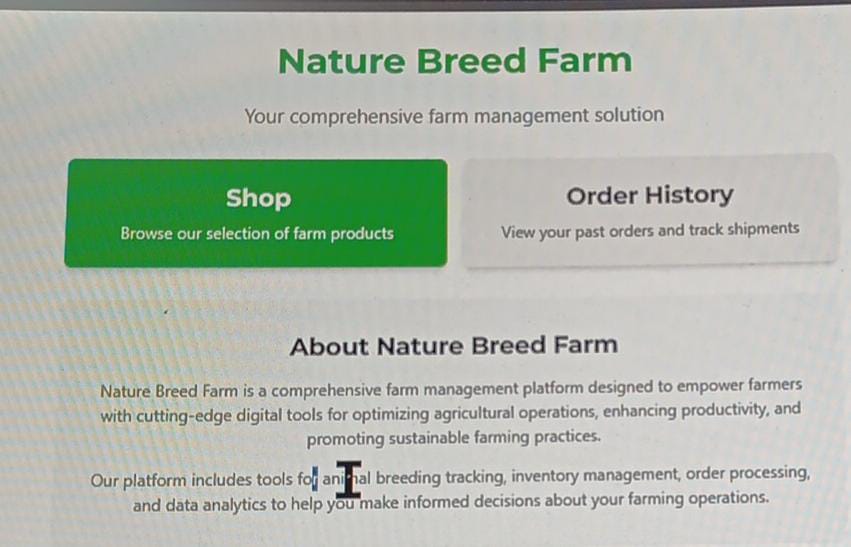 Nature Breed Farm
Your comprehensive farm management solution
Shop
Browse our selection of farm products
Order History
View your past orders and track shipments
About Nature Breed Farm
Nature Breed Farm is a comprehensive farm management platform designed to empower farmers
with cutting-edge digital tools for optimizing agricultural operations, enhancing productivity, and
promoting sustainable farming practices.
Our platform includes tools for animal breeding tracking, inventory management, order processing,
and data analytics to help you make informed decisions about your farming operations.